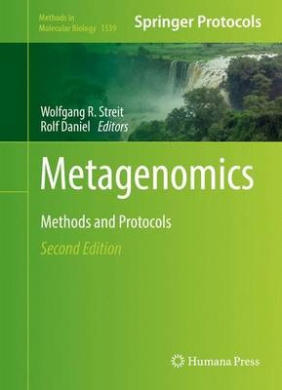 Methods in
Molecular Biology 1539
Springer Protocols
Wolfgang R. Streit
Rolf Daniel Editors
Metagenomics
Methods and Protocols
Second Edition
Humana Press